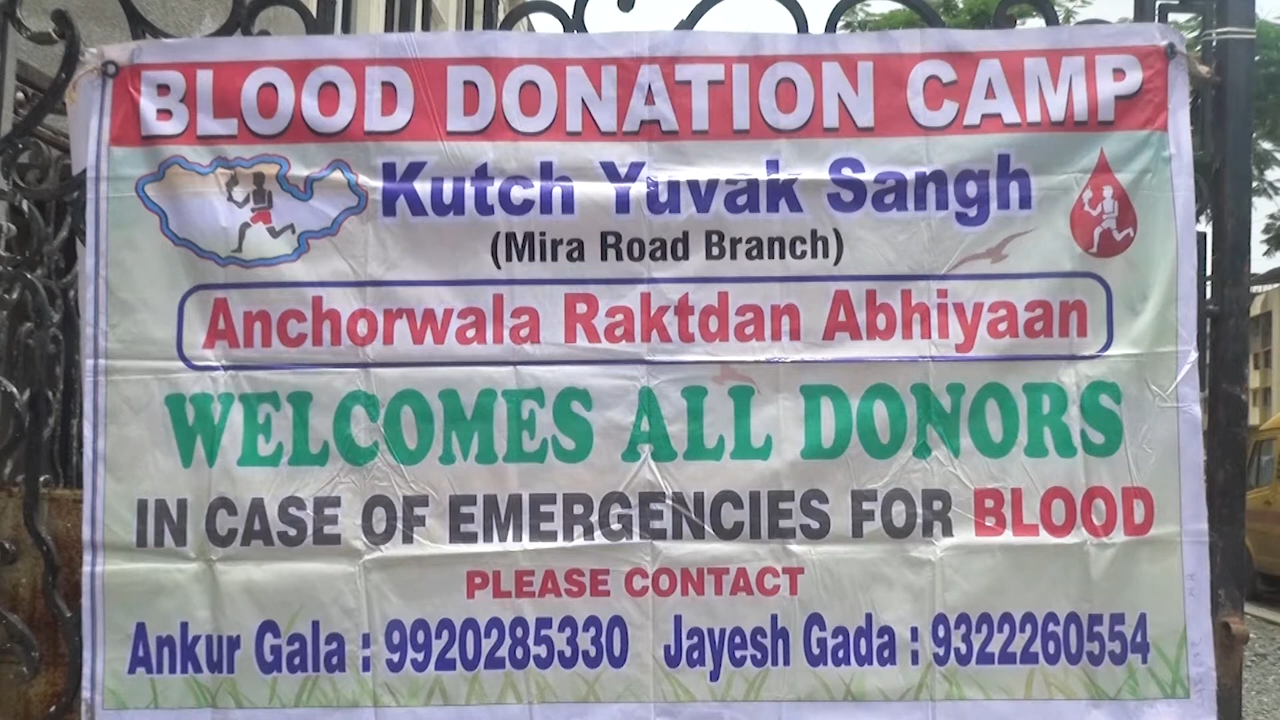 BLOOD DONATION CAMP
Kutch Yuvak Sangh
(Mira Road Branch)
Anchorwala Raktdan Abhiyaan
WELCOMES ALL DONORS
IN CASE OF EMERGENCIES FOR BLOOD
PLEASE CONTACT
Ankur Gala : 9920285330 Jayesh Gada : 9322260554